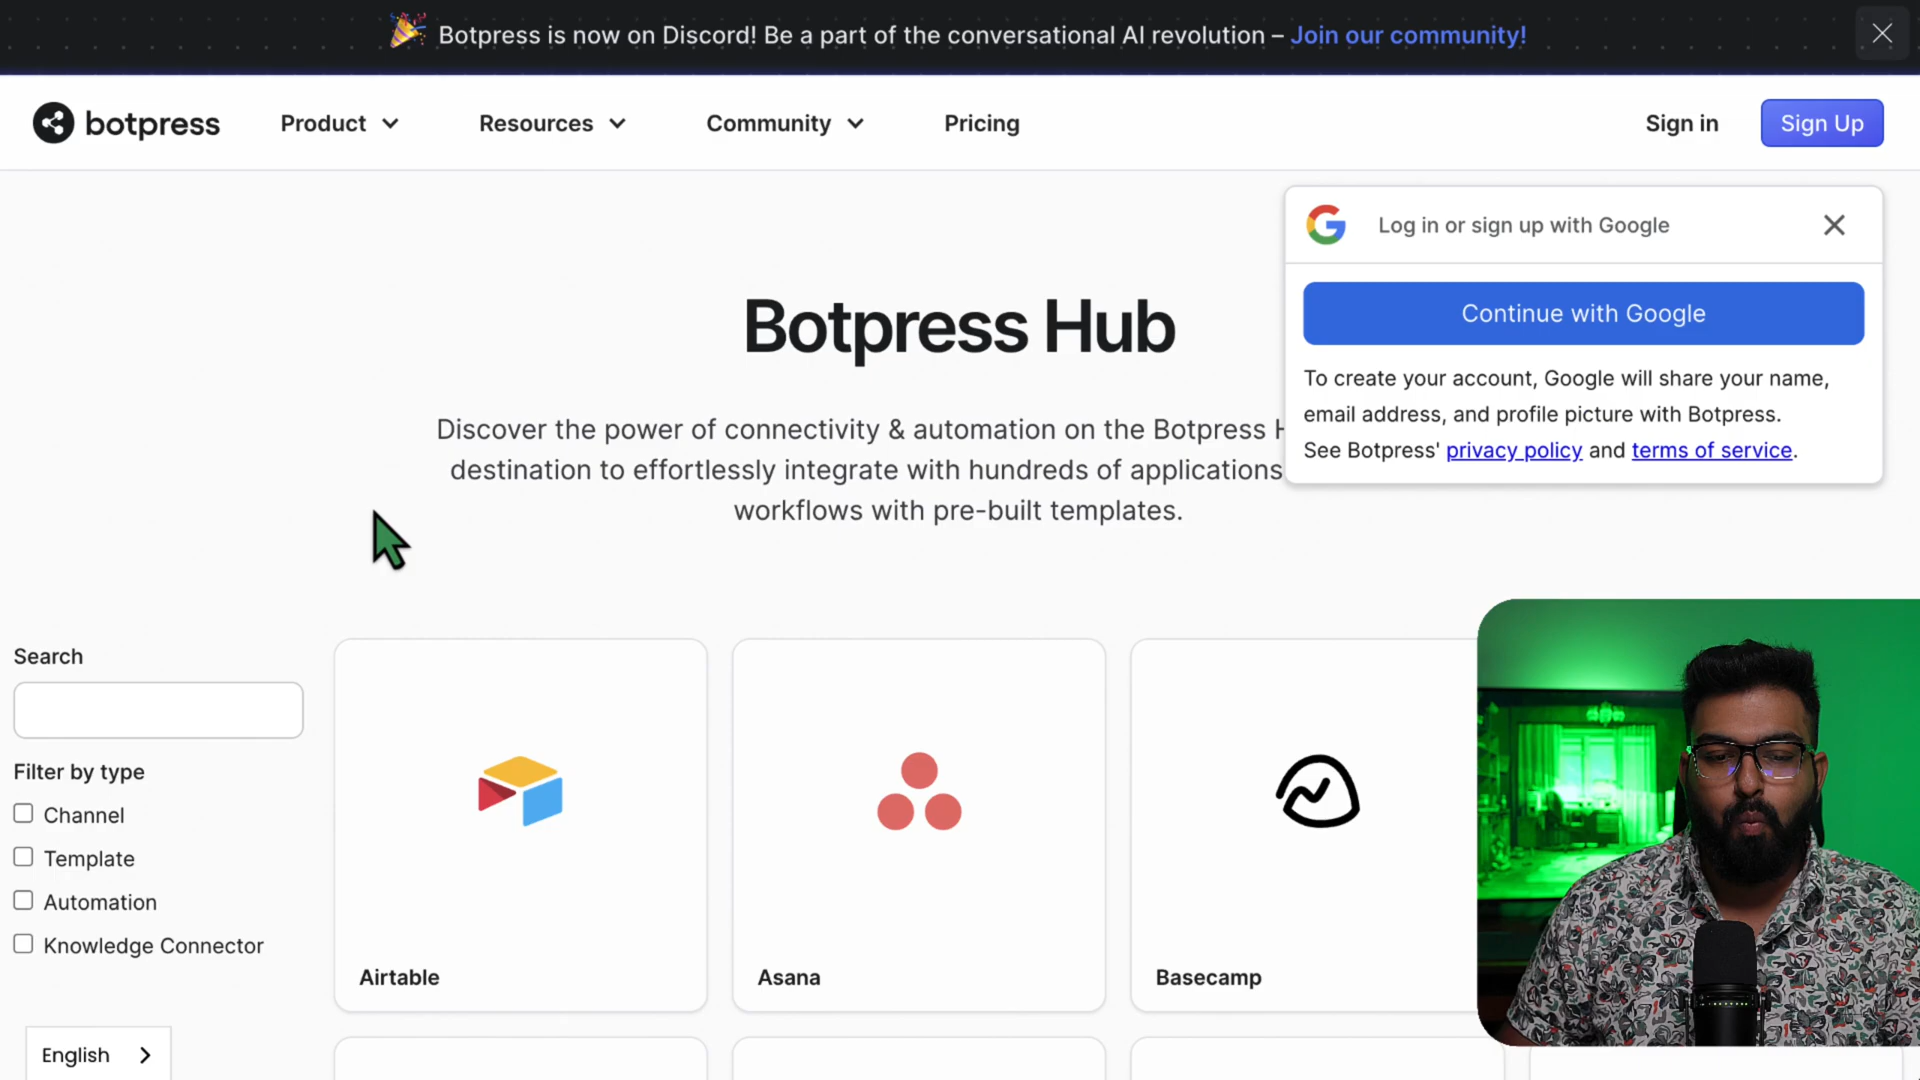 Botpress is now on Discord! Be a part of the conversational AI revolution – Join our community!
botpress
Product
Resources
Community
Pricing
Sign in
Sign Up
Log in or sign up with Google
Continue with Google
To create your account, Google will share your name,
email address, and profile picture with Botpress.
See Botpress' privacy policy and terms of service.
Botpress Hub
Discover the power of connectivity & automation on the Botpress
destination to effortlessly integrate with hundreds of applications
workflows with pre-built templates.
Search
Filter by type
Channel
Template
Automation
Knowledge Connector
Airtable
Asana
Basecamp
English